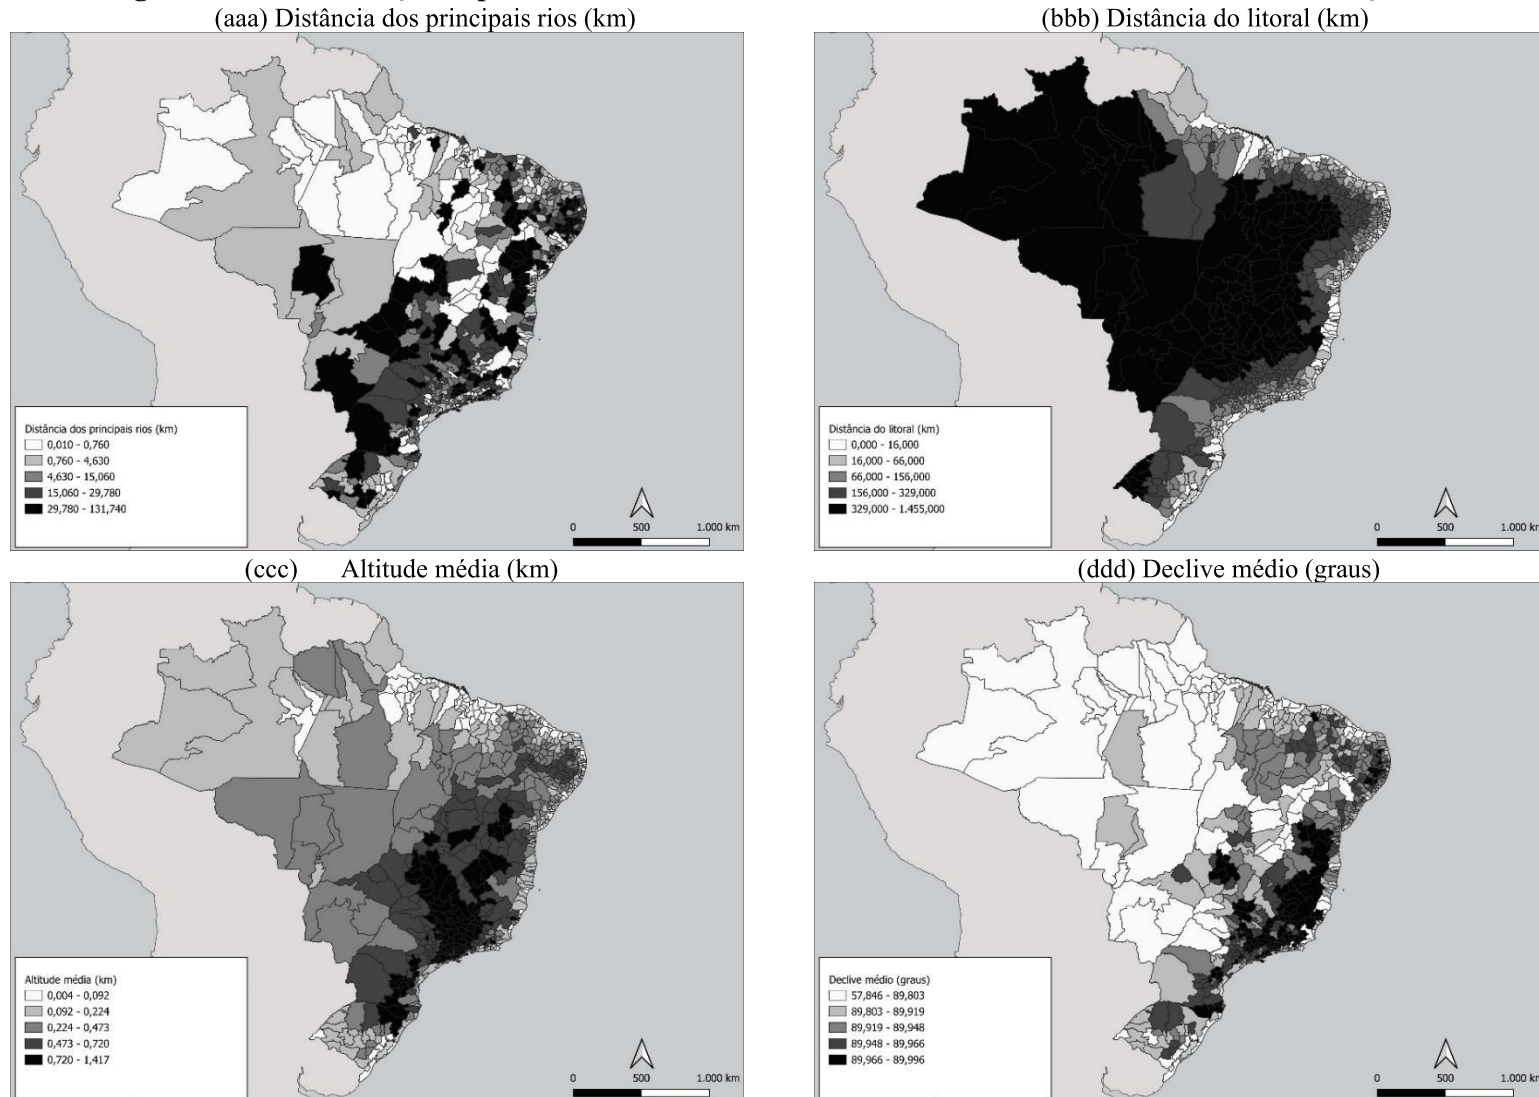 (aaa) Distância dos principais rios (km)
(bbb) Distância do litoral (km)
Distância dos principais rios (km)
0,010 - 0,760
0,760 - 4,630
4,630 - 15,060
15,060 - 29,780
29,780 - 131,740
0 500 1.000 km
Distância do litoral (km)
0,000 - 16,000
16,000 - 66,000
66,000 - 156,000
156,000 - 329,000
329,000 - 1.455,000
0 500 1.000 km
(ccc) Altitude média (km)
(ddd) Declive médio (graus)
Altitude média (km)
0,004 - 0,092
0,092 - 0,224
0,224 - 0,473
0,473 - 0,720
0,720 - 1,417
0 500 1.000 km
Declive médio (graus)
57,846 - 89,803
89,803 - 89,919
89,919 - 89,948
89,948 - 89,966
89,966 - 89,996
0 500 1.000 km